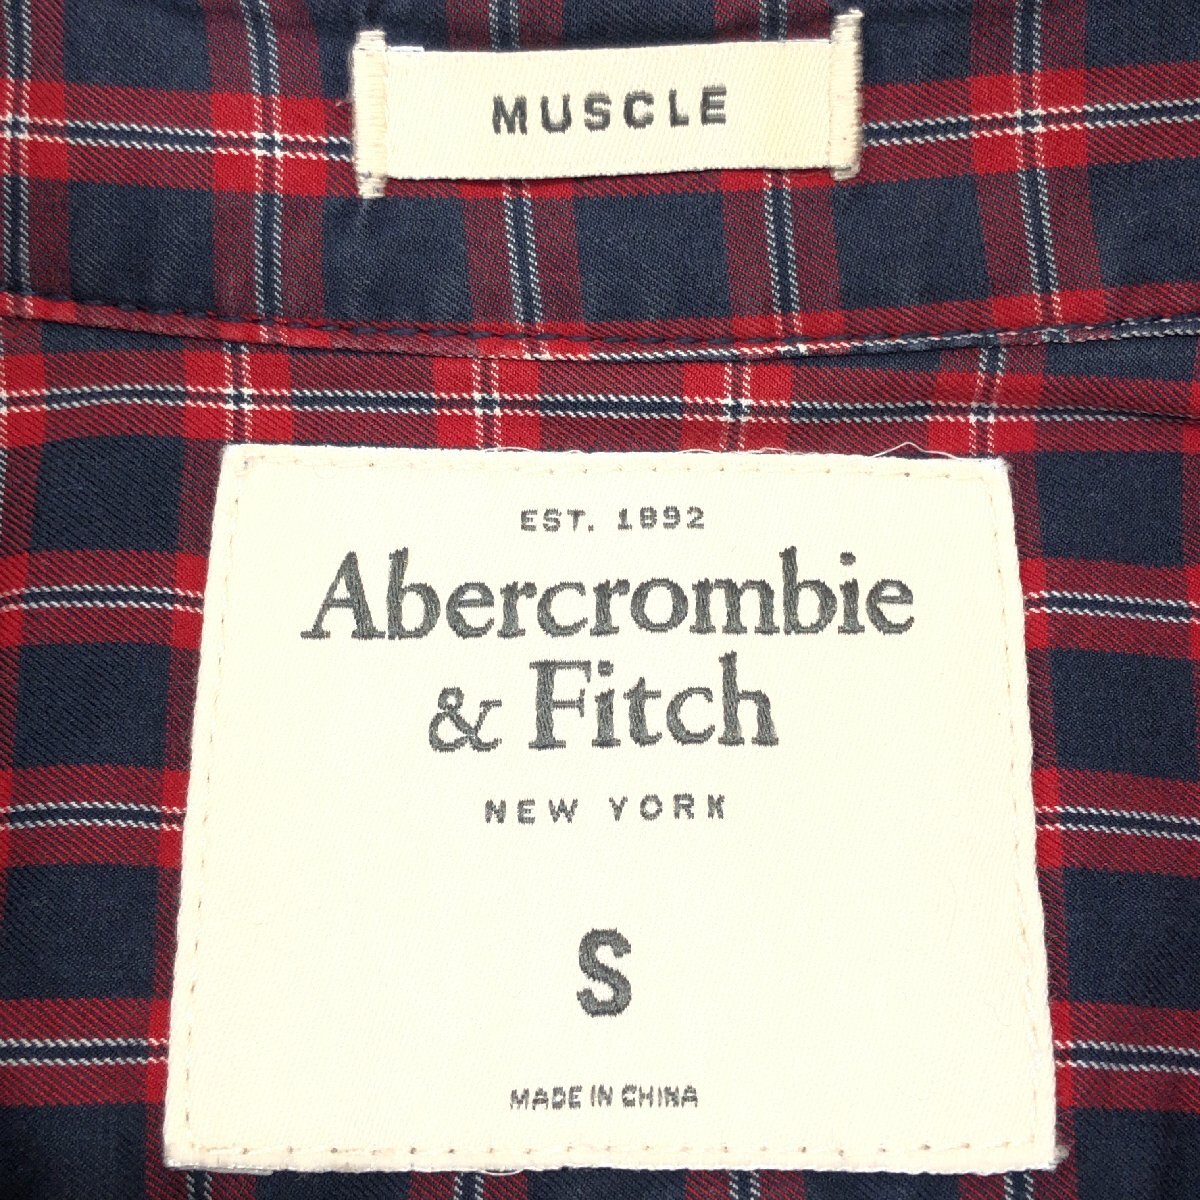 MUSCLE
EST. 1892
Abercrombie
& Fitch
NEW YORK
S
MADE IN CHINA